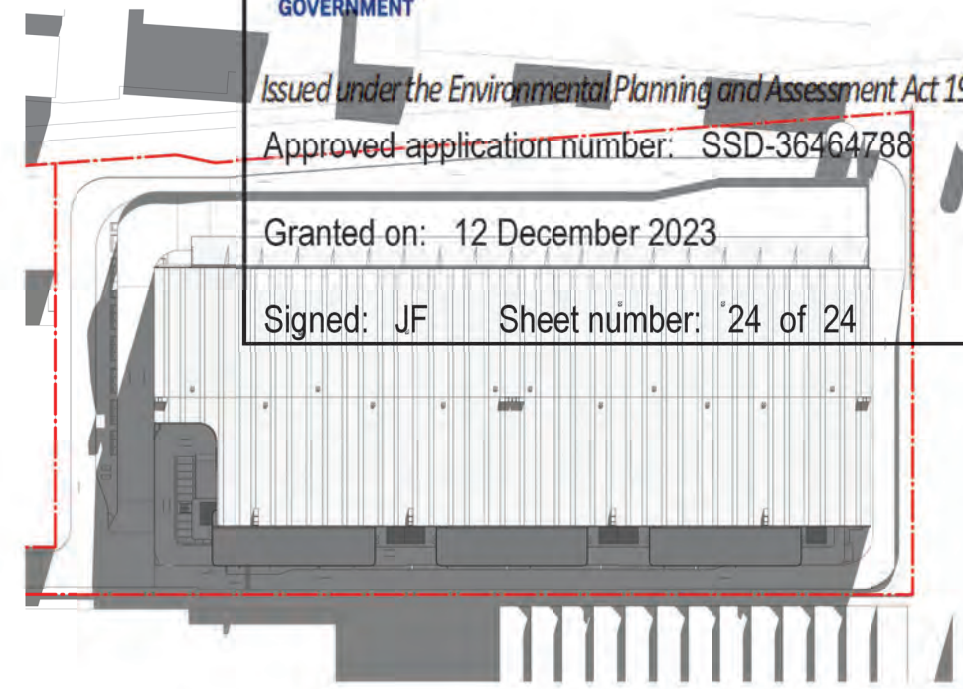 GOVERNMENT
Issued under the Environmental Planning and Assessment Act 19
Approved application number: SSD-36464788
Granted on: 12 December 2023
Signed: JF Sheet number: 24 of 24